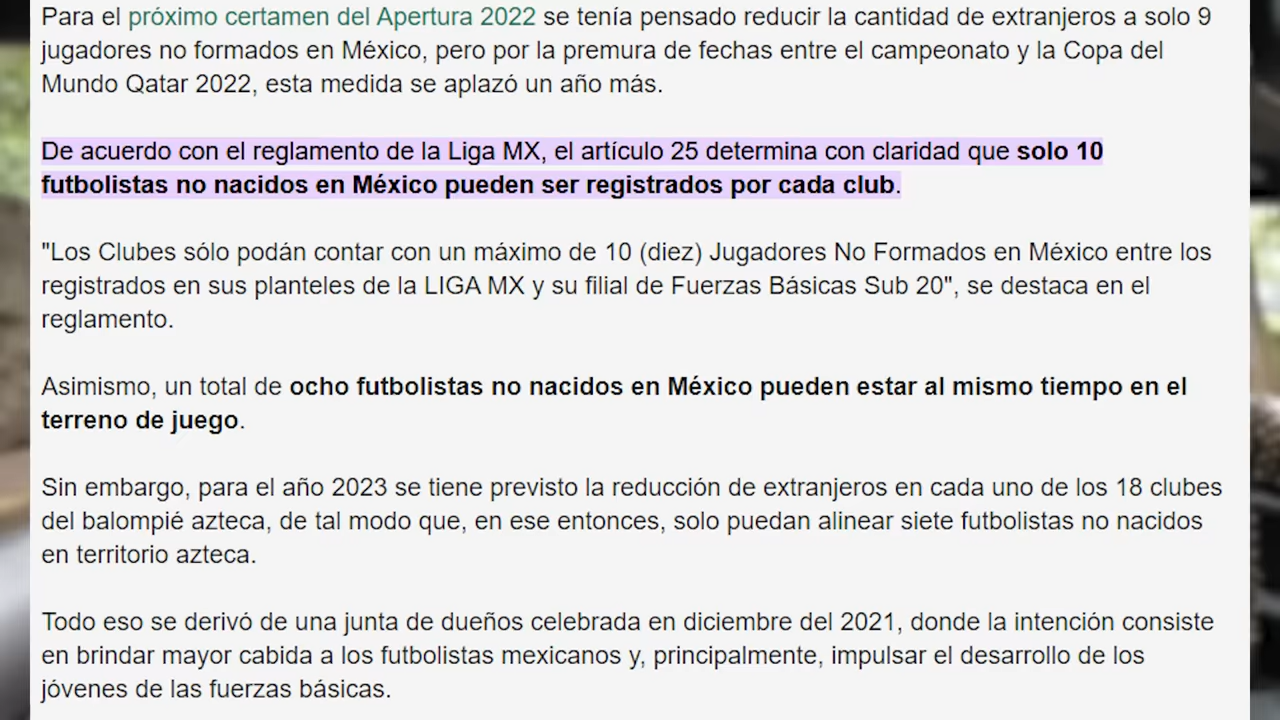 Para el próximo certamen del Apertura 2022 se tenía pensado reducir la cantidad de extranjeros a solo 9
jugadores no formados en México, pero por la premura de fechas entre el campeonato y la Copa del
Mundo Qatar 2022, esta medida se aplazó un año más.
De acuerdo con el reglamento de la Liga MX, el artículo 25 determina con claridad que solo 10
futbolistas no nacidos en México pueden ser registrados por cada club.
"Los Clubes sólo podán contar con un máximo de 10 (diez) Jugadores No Formados en México entre los
registrados en sus planteles de la LIGA MX y su filial de Fuerzas Básicas Sub 20", se destaca en el
reglamento.
Asimismo, un total de ocho futbolistas no nacidos en México pueden estar al mismo tiempo en el
terreno de juego.
Sin embargo, para el año 2023 se tiene previsto la reducción de extranjeros en cada uno de los 18 clubes
del balompié azteca, de tal modo que, en ese entonces, solo puedan alinear siete futbolistas no nacidos
en territorio azteca.
Todo eso se derivó de una junta de dueños celebrada en diciembre del 2021, donde la intención consiste
en brindar mayor cabida a los futbolistas mexicanos y, principalmente, impulsar el desarrollo de los
jóvenes de las fuerzas básicas.